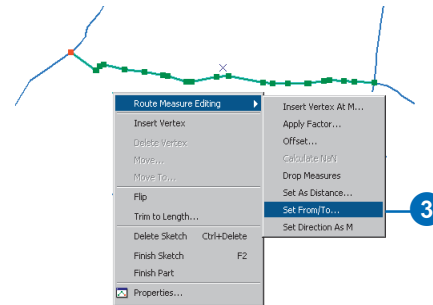 Route Measure Editing
Insert Vertex
Delete Vertex
Move...
Move To...
Flip
Trim to Length...
Delete Sketch Ctrl+Delete
Finish Sketch F2
Finish Part
Properties...
Insert Vertex At M...
Apply Factor...
Offset...
Calculate NaN
Drop Measures
Set As Distance...
Set From/To...
Set Direction As M
3